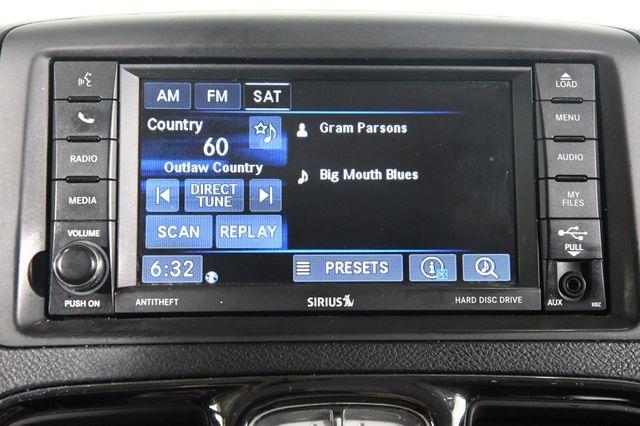 LOAD
AM FM SAT
Country
60
Outlaw Country
Gram Parsons
Big Mouth Blues
DIRECT TUNE
SCAN REPLAY
6:32
PRESETS
RADIO
MEDIA
VOLUME
PUSH ON
MENU
AUDIO
MY FILES
PULL
AUX
RBZ
ANTITHEFT
SIRIUS
HARD DISC DRIVE